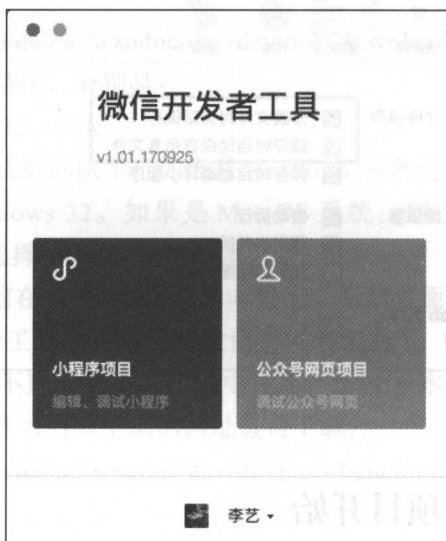 微信开发者工具
v1.01.170925
小程序项目
编辑、调试小程序
公众号网页项目
调试公众号网页
李艺